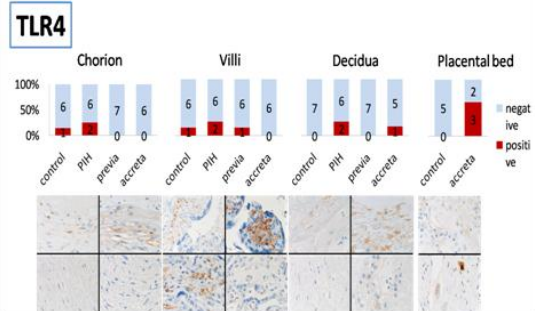 TLR4
Chorion
Villi
Decidua
Placental bed
100%
50%
0%
6 6 7 6
1 2 0 0
6 6 6 6
1 2 1 0
7 6 7 5
0 2 0 1
5 2
0 3
negat
ive
positi
ve
control PIH previa accreta
control PIH previa accreta
control PIH previa accreta
control accreta